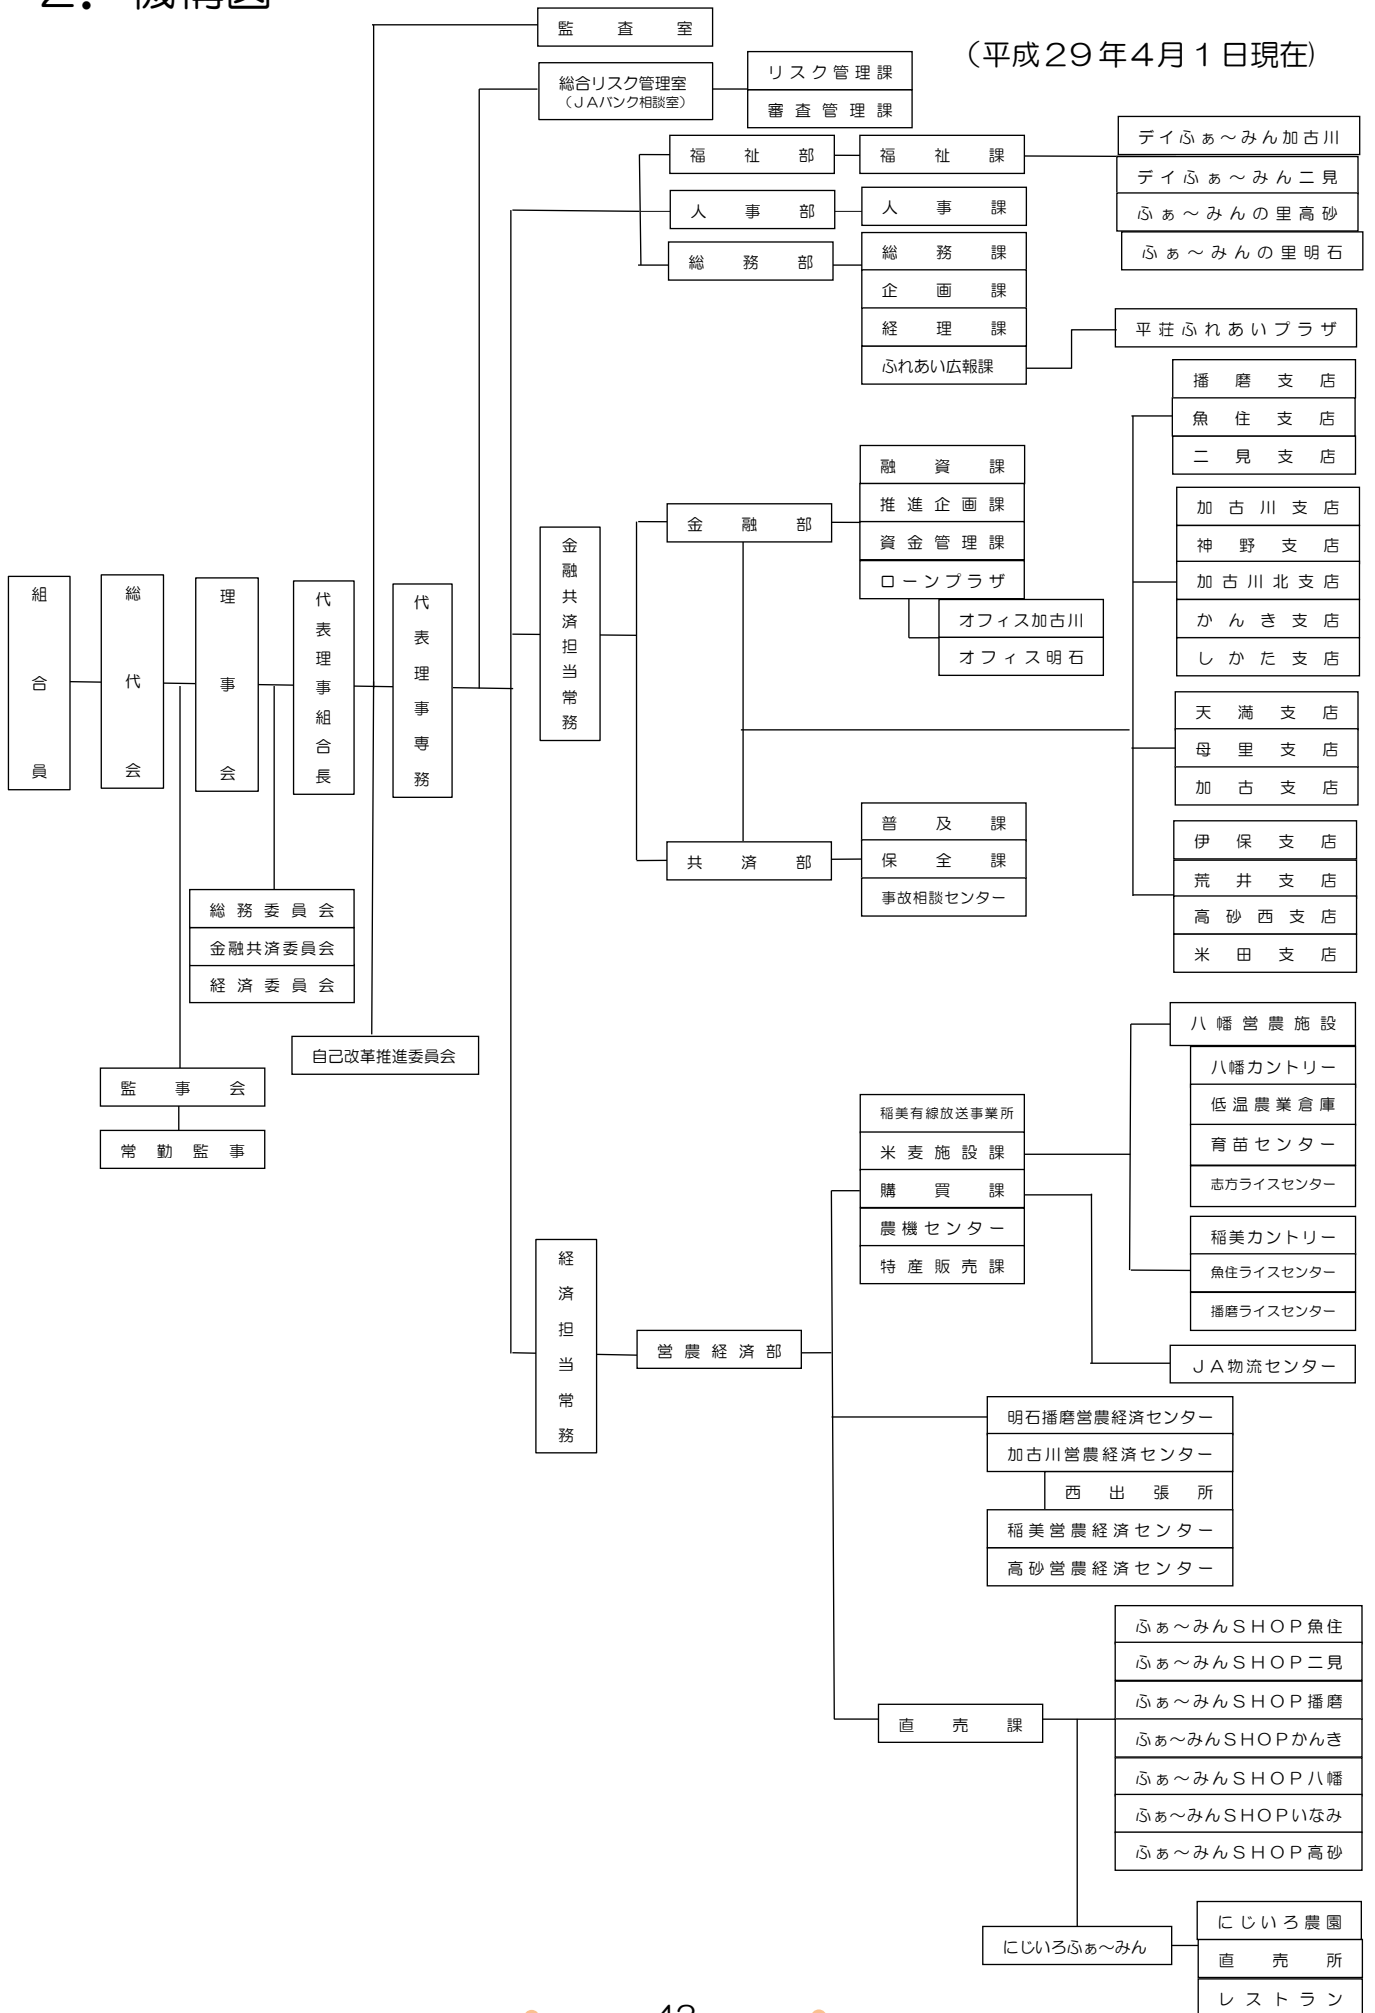 ２．機構図
（平成２９年４月１日現在）
監査室
総合リスク管理室
（ＪＡバンク相談室）
リスク管理課
審査管理課
福祉部
福祉課
デイふぁ～みん加古川
デイふぁ～みん二見
ふぁ～みんの里高砂
ふぁ～みんの里明石
人事部
人事課
総務部
総務課
企画課
経理課
ふれあい広報課
平荘ふれあいプラザ
播磨支店
魚住支店
二見支店
加古川支店
神野支店
加古川北支店
かんき支店
しかた支店
天満支店
母里支店
加古支店
伊保支店
荒井支店
高砂西支店
米田支店
金融部
融資課
推進企画課
資金管理課
ローンプラザ
オフィス加古川
オフィス明石
組合員
総代会
理事会
代表理事組合長
代表理事専務
金融共済担当常務
共済部
普及課
保全課
事故相談センター
総務委員会
金融共済委員会
経済委員会
自己改革推進委員会
監事会
常勤監事
経済担当常務
営農経済部
稲美有線放送事業所
米麦施設課
購買課
農機センター
特産販売課
八幡営農施設
八幡カントリー
低温農業倉庫
育苗センター
志方ライスセンター
稲美カントリー
魚住ライスセンター
播磨ライスセンター
ＪＡ物流センター
明石播磨営農経済センター
加古川営農経済センター
西出張所
稲美営農経済センター
高砂営農経済センター
直売課
ふぁ～みんＳＨＯＰ魚住
ふぁ～みんＳＨＯＰ二見
ふぁ～みんＳＨＯＰ播磨
ふぁ～みんＳＨＯＰかんき
ふぁ～みんＳＨＯＰ八幡
ふぁ～みんＳＨＯＰいなみ
ふぁ～みんＳＨＯＰ高砂
にじいろふぁ～みん
にじいろ農園
直売所
レストラン